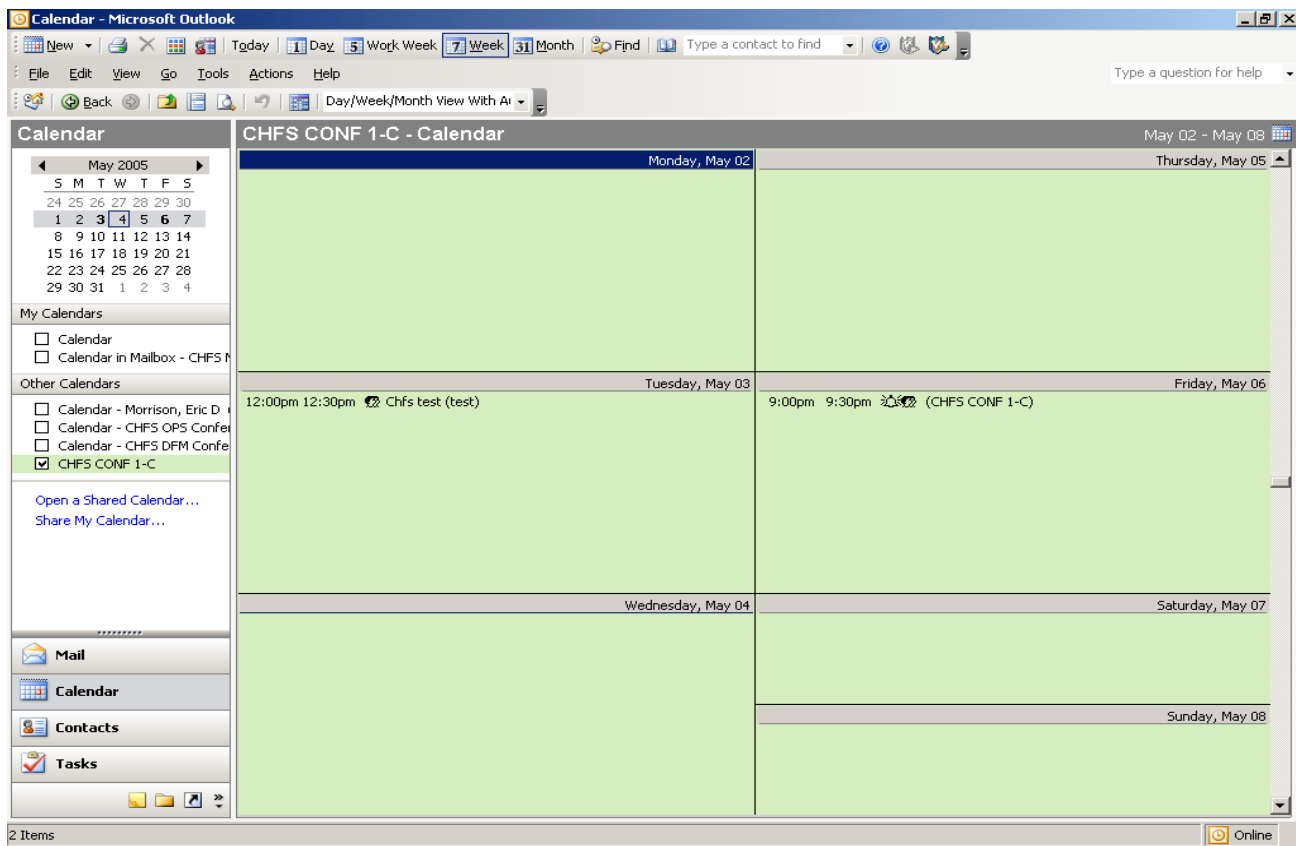 Calendar - Microsoft Outlook
New Today 1 Day 5 Work Week 7 Week 31 Month Find Type a contact to find
File Edit View Go Tools Actions Help Type a question for help
Back Day/Week/Month View With Au
Calendar
May 2005
S M T W T F S
24 25 26 27 28 29 30
1 2 3 4 5 6 7
8 9 10 11 12 13 14
15 16 17 18 19 20 21
22 23 24 25 26 27 28
29 30 31 1 2 3 4
My Calendars
Calendar
Calendar in Mailbox - CHFS
Other Calendars
Calendar - Morrison, Eric D
Calendar - CHFS OPS Confe
Calendar - CHFS DFM Confe
CHFS CONF 1-C
Open a Shared Calendar...
Share My Calendar...
Mail
Calendar
Contacts
Tasks
CHFS CONF 1-C - Calendar May 02 - May 08
Monday, May 02
Tuesday, May 03
12:00pm 12:30pm Chfs test (test)
Wednesday, May 04
Thursday, May 05
Friday, May 06
9:00pm 9:30pm (CHFS CONF 1-C)
Saturday, May 07
Sunday, May 08
2 Items Online